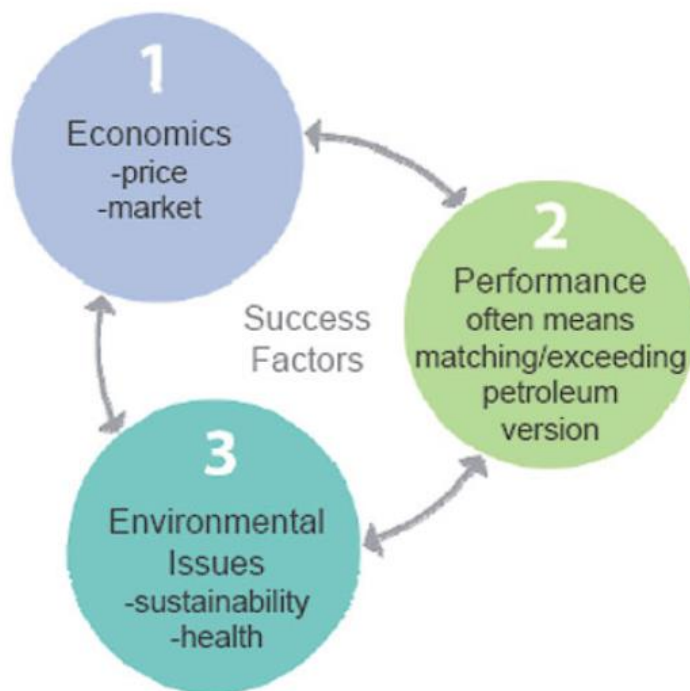 1
Economics
-price
-market
2
Performance
often means
matching/exceeding
petroleum
version
Success
Factors
3
Environmental
Issues
-sustainability
-health